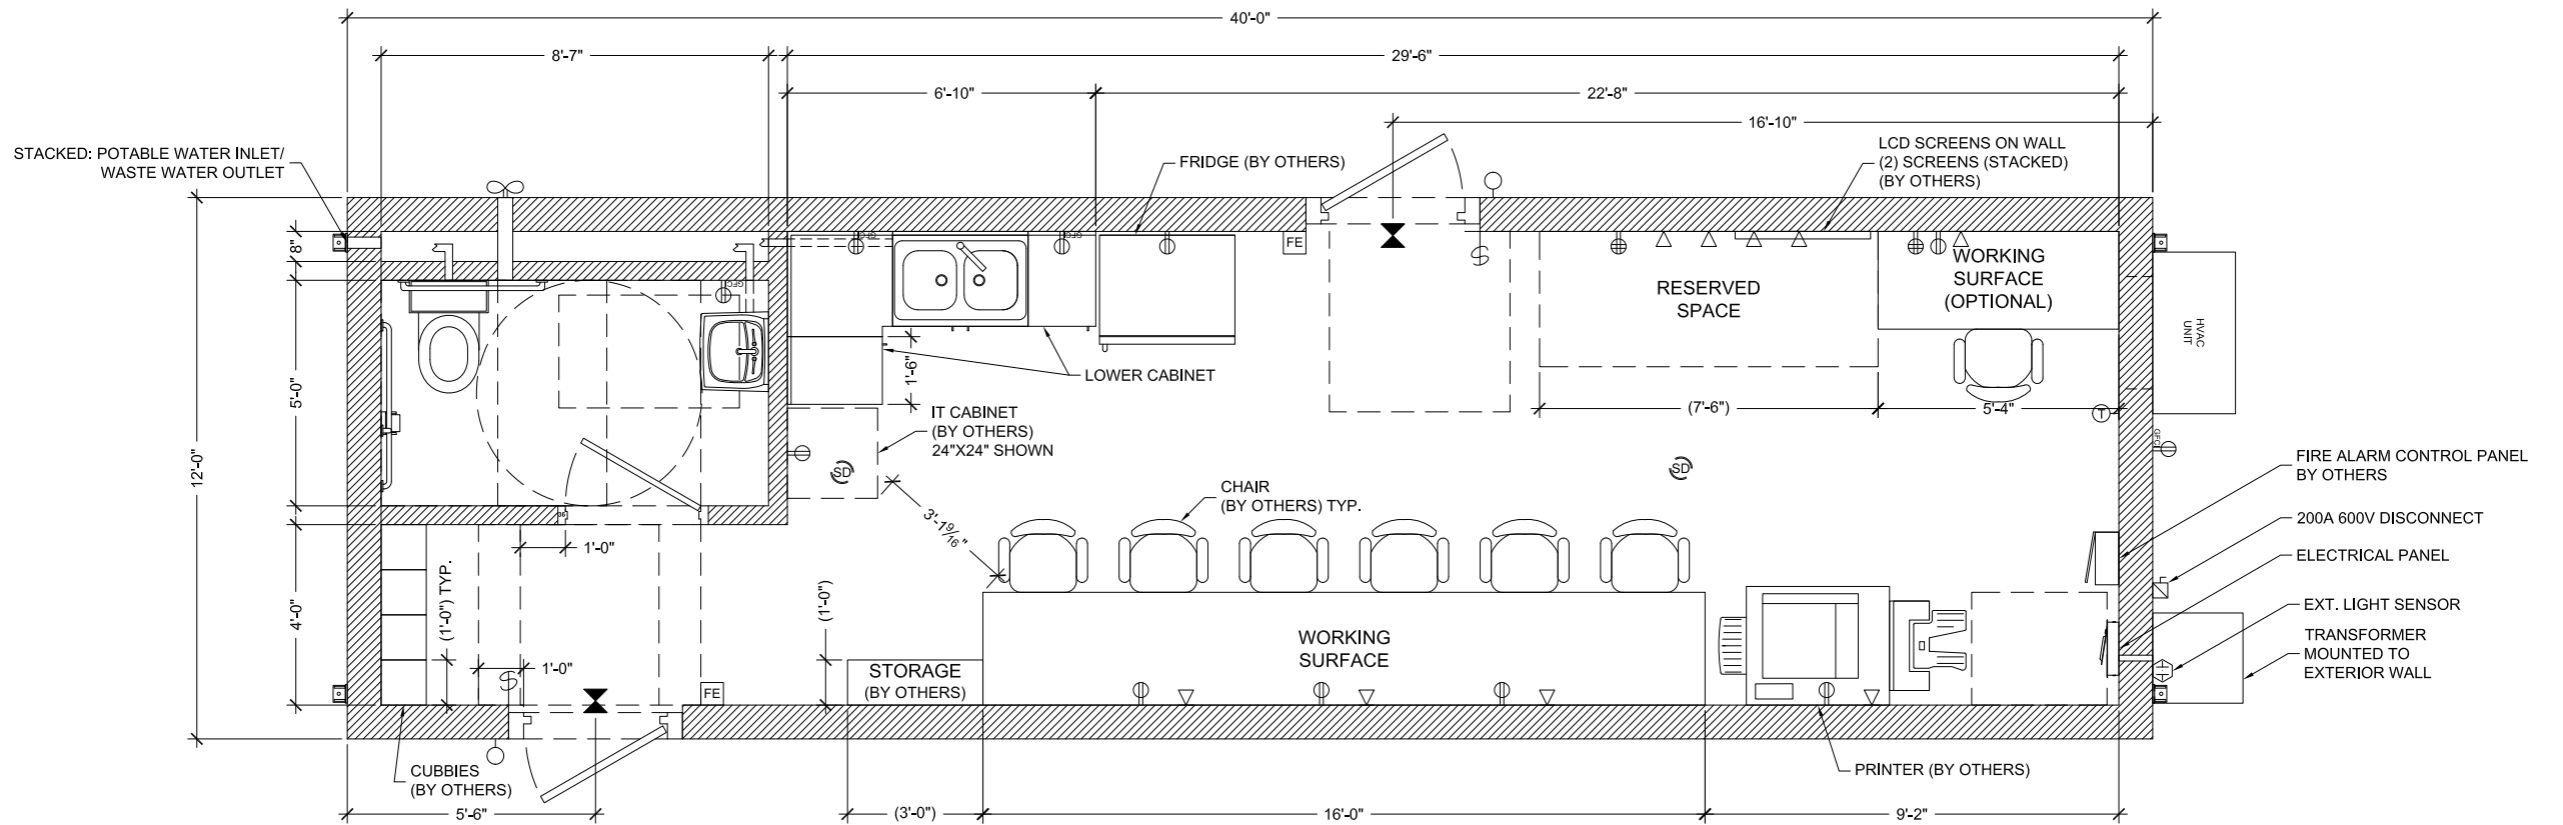 40'-0"
8'-7"
29'-6"
6'-10"
22'-8"
16'-10"
STACKED: POTABLE WATER INLET/
WASTE WATER OUTLET
FRIDGE (BY OTHERS)
LCD SCREENS ON WALL
(2) SCREENS (STACKED)
(BY OTHERS)
8"
GFCI
GFCI
FE
WORKING
SURFACE
(OPTIONAL)
RESERVED
SPACE
GFCI
HVAC
UNIT
1'-6"
LOWER CABINET
5'-0"
12'-0"
IT CABINET
(BY OTHERS)
24"X24" SHOWN
(7'-6")
5'-4"
T
GFCI
SD
SD
FIRE ALARM CONTROL PANEL
BY OTHERS
CHAIR
(BY OTHERS) TYP.
3'-1 9/16"
36
1'-0"
200A 600V DISCONNECT
ELECTRICAL PANEL
4'-0"
(1'-0") TYP.
(1'-0")
EXT. LIGHT SENSOR
WORKING
SURFACE
TRANSFORMER
MOUNTED TO
EXTERIOR WALL
1'-0"
STORAGE
(BY OTHERS)
FE
CUBBIES
(BY OTHERS)
PRINTER (BY OTHERS)
5'-6"
(3'-0")
16'-0"
9'-2"